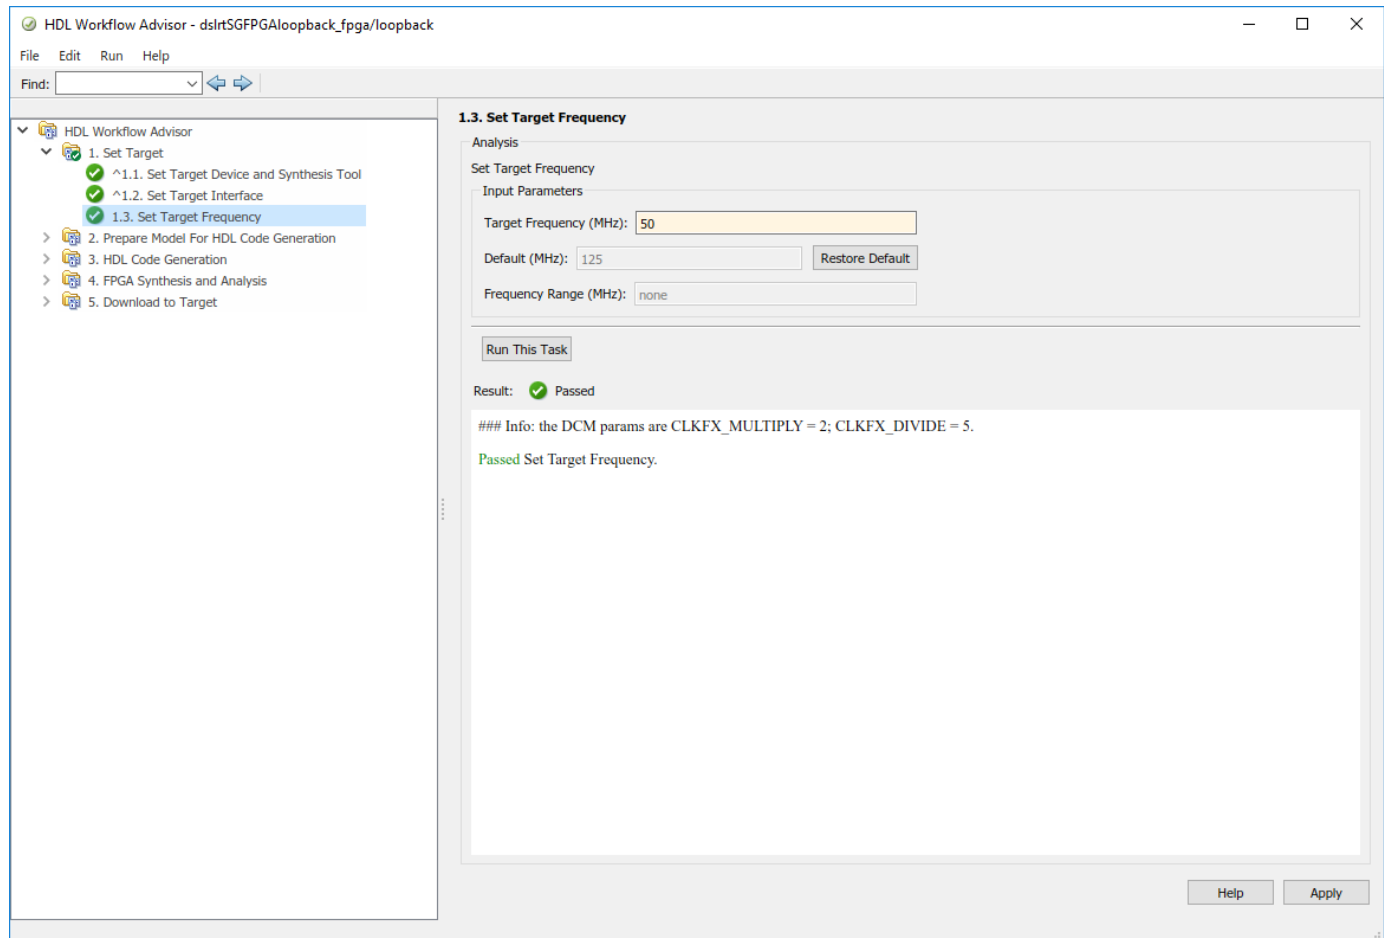 HDL Workflow Advisor - dslrtSGFPGAloopback_fpga/loopback
File Edit Run Help
Find:
HDL Workflow Advisor
1. Set Target
^1.1. Set Target Device and Synthesis Tool
^1.2. Set Target Interface
1.3. Set Target Frequency
2. Prepare Model For HDL Code Generation
3. HDL Code Generation
4. FPGA Synthesis and Analysis
5. Download to Target
1.3. Set Target Frequency
Analysis
Set Target Frequency
Input Parameters
Target Frequency (MHz): 50
Default (MHz): 125 Restore Default
Frequency Range (MHz): none
Run This Task
Result: Passed
### Info: the DCM params are CLKFX_MULTIPLY = 2; CLKFX_DIVIDE = 5.
Passed Set Target Frequency.
Help Apply